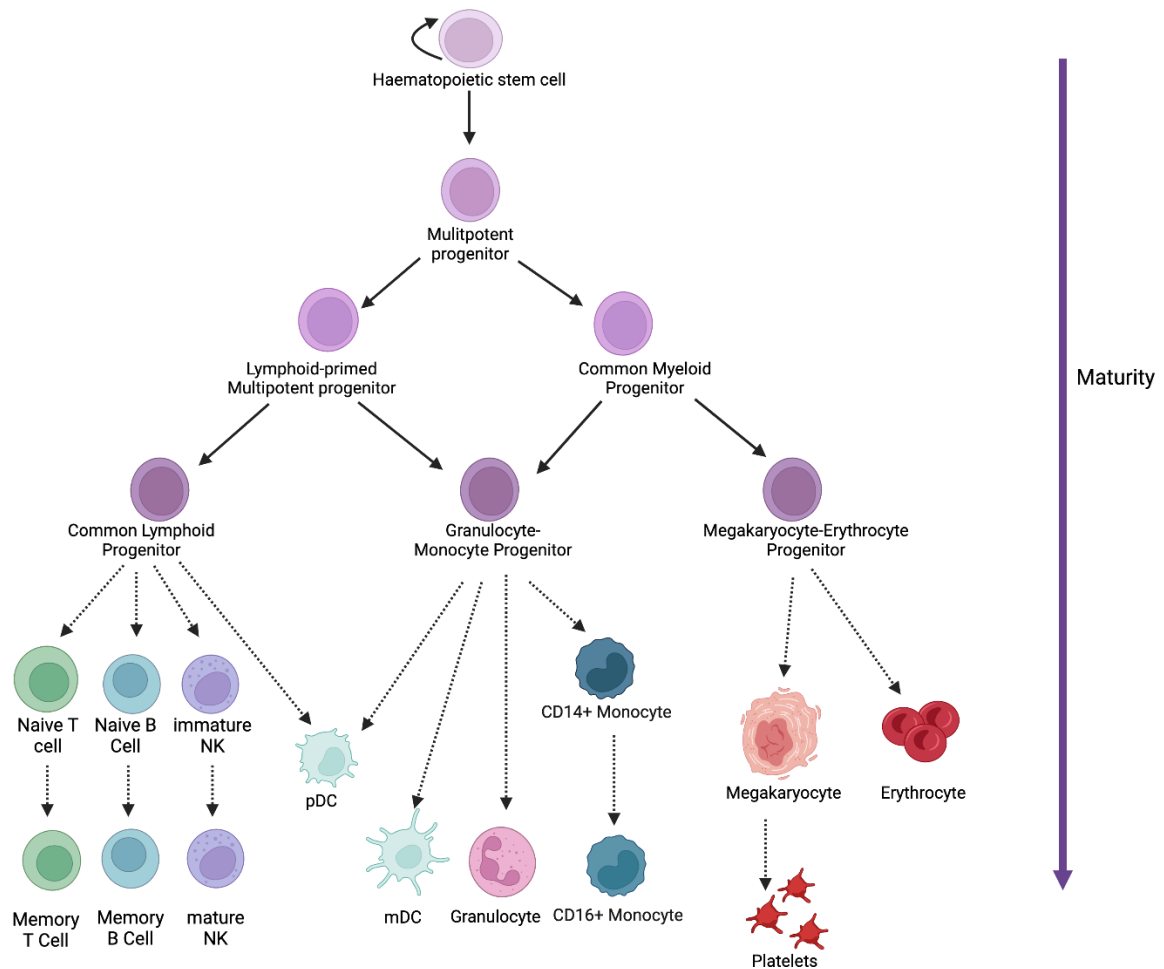 Haematopoietic stem cell
Mulitpotent
progenitor
Lymphoid-primed
Multipotent progenitor
Common Myeloid
Progenitor
Maturity
Common Lymphoid
Progenitor
Granulocyte-
Monocyte Progenitor
Megakaryocyte-Erythrocyte
Progenitor
Naive T
cell
Naive B
Cell
immature
NK
pDC
CD14+ Monocyte
Megakaryocyte
Erythrocyte
Memory
T Cell
Memory
B Cell
mature
NK
mDC
Granulocyte
CD16+ Monocyte
Platelets